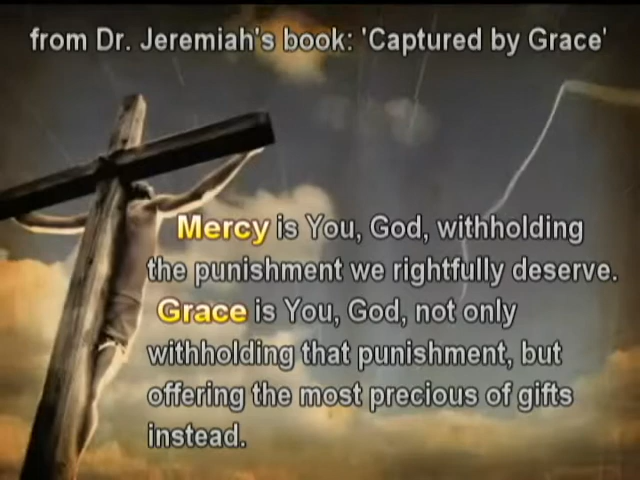 from Dr. Jeremiah's book: 'Captured by Grace'
Mercy is You, God, withholding
the punishment we rightfully deserve.
Grace is You, God, not only
withholding that punishment, but
offering the most precious of gifts
instead.